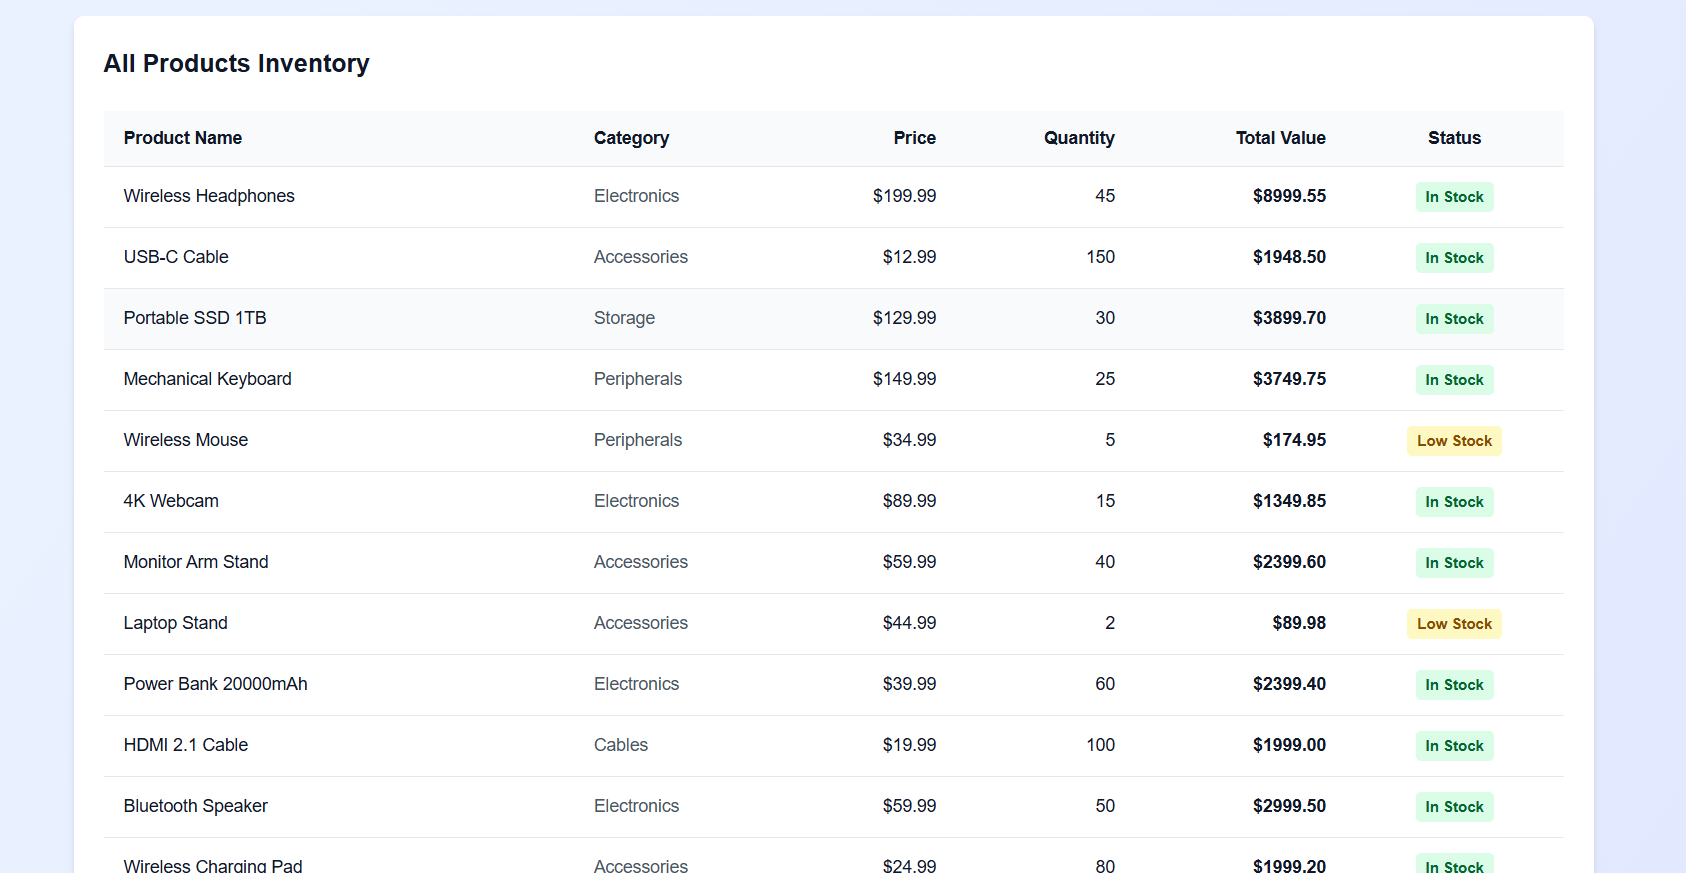 All Products Inventory
Product Name Category Price Quantity Total Value Status
Wireless Headphones Electronics $199.99 45 $8999.55 In Stock
USB-C Cable Accessories $12.99 150 $1948.50 In Stock
Portable SSD 1TB Storage $129.99 30 $3899.70 In Stock
Mechanical Keyboard Peripherals $149.99 25 $3749.75 In Stock
Wireless Mouse Peripherals $34.99 5 $174.95 Low Stock
4K Webcam Electronics $89.99 15 $1349.85 In Stock
Monitor Arm Stand Accessories $59.99 40 $2399.60 In Stock
Laptop Stand Accessories $44.99 2 $89.98 Low Stock
Power Bank 20000mAh Electronics $39.99 60 $2399.40 In Stock
HDMI 2.1 Cable Cables $19.99 100 $1999.00 In Stock
Bluetooth Speaker Electronics $59.99 50 $2999.50 In Stock
Wireless Charging Pad Accessories $24.99 80 $1999.20 In Stock